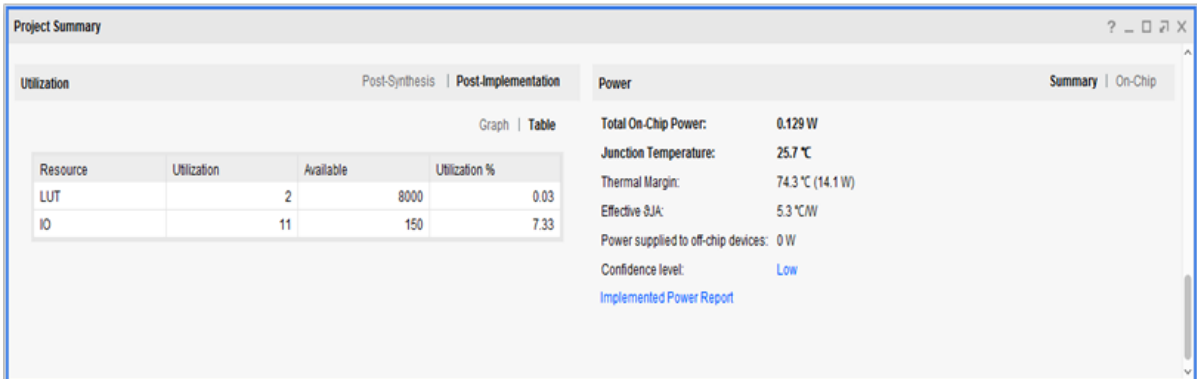 Project Summary
Utilization
Post-Synthesis | Post-Implementation
Graph | Table
Resource Utilization Available Utilization %
LUT 2 8000 0.03
IO 11 150 7.33
Power
Summary | On-Chip
Total On-Chip Power: 0.129 W
Junction Temperature: 25.7 °C
Thermal Margin: 74.3 °C (14.1 W)
Effective ϑJA: 5.3 °C/W
Power supplied to off-chip devices: 0 W
Confidence level: Low
Implemented Power Report